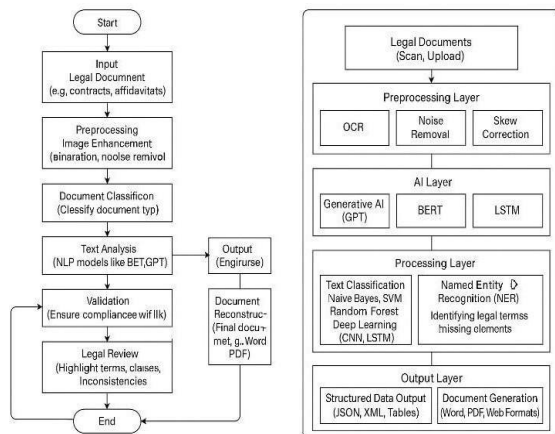 Start
Input
Legal Documnent
(e.g, contracts, affidavitats)
Preprocessing
Image Enhancement
(Binaration, noolse remivol
Document Classificon
(Clessify document typ)
Text Analysis
(NLP models like BET,GPT)
Validation
(Ensure compliancee wif llk)
Legal Review
(Highlight terms, claises,
Inconsistencies)
End
Output
(Engirurse)
Document
Reconstruc-
(Final docu-
met, g.. Word
PDF)
Legal Documents
(Scan, Upload)
Preprocessing Layer
OCR
Noise
Removal
Skew
Correction
AI Layer
Generative AI
(GPT)
BERT
LSTM
Processing Layer
Text Classification
Naive Bayes, SVM
Random Forest
Deep Learning
(CNN, LSTM)
Named Entity
Recognition (NER)
Identifying legal termss
missing elements
Output Layer
Structured Data Output
(JSON, XML, Tables)
Document Generation
(Word, PDF, Web Formats)